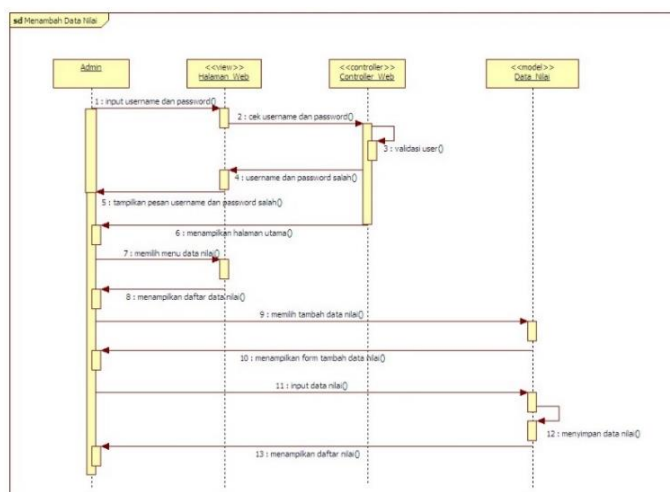 sd Menambah Data Nilai
Admin
<<view>>
Halaman_Web
<<controller>>
Controller_Web
<<model>>
Data_Nilai
1 : input username dan password()
2 : cek username dan password()
3 : validasi user()
4 : username dan password salah()
5 : tampilkan pesan username dan password salah()
6 : menampilkan halaman utama()
7 : memilih menu data nilai()
8 : menampilkan daftar data nilai()
9 : memilih tambah data nilai()
10 : menampilkan form tambah data nilai()
11 : input data nilai()
12 : menyimpan data nilai()
13 : menampilkan daftar nilai()